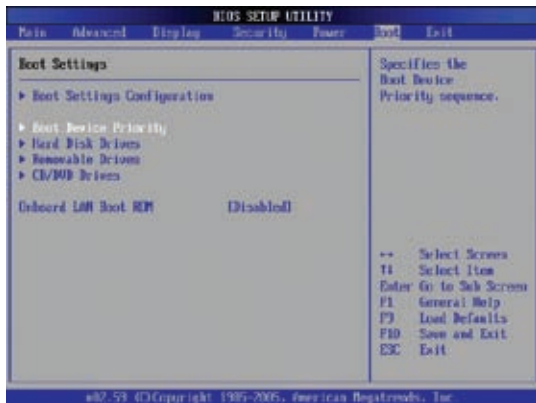 BIOS SETUP UTILITY
Main Advanced Display Security Power Boot Exit
Boot Settings
Specifies the
Boot Device
Priority sequence.
▶ Boot Settings Configuration
▶ Boot Device Priority
▶ Hard Disk Drives
▶ Removable Drives
▶ CD/DVD Drives
Onboard LAN Boot ROM [Disabled]
↔ Select Screen
↑↓ Select Item
Enter Go to Sub Screen
F1 General Help
F9 Load Defaults
F10 Save and Exit
ESC Exit
v02.59 (C)Copyright 1985-2005, American Megatrends, Inc.